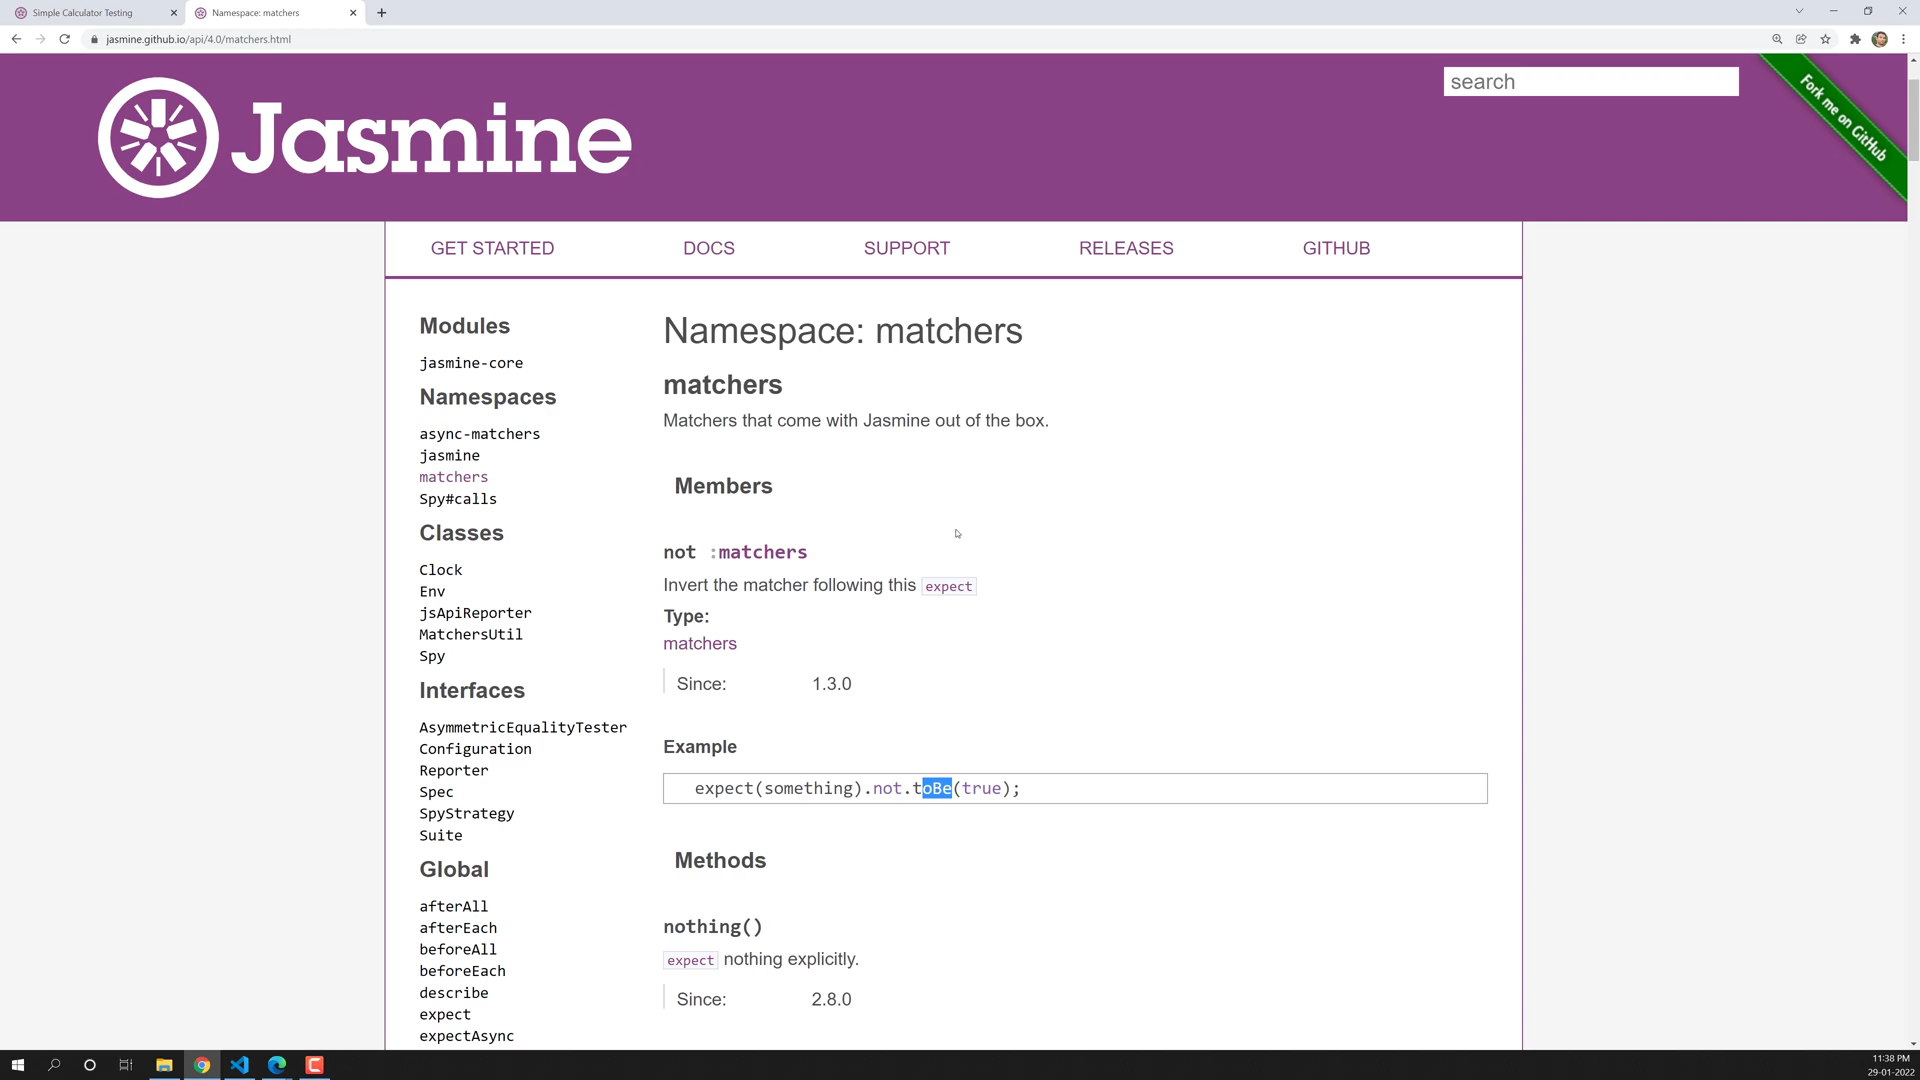 Simple Calculator Testing
Namespace: matchers
jasmine.github.io/api/4.0/matchers.html
Jasmine
search
Fork me on GitHub
GET STARTED
DOCS
SUPPORT
RELEASES
GITHUB
Modules
jasmine-core
Namespaces
async-matchers
jasmine
matchers
Spy#calls
Classes
Clock
Env
jsApiReporter
MatchersUtil
Spy
Interfaces
AsymmetricEqualityTester
Configuration
Reporter
Spec
SpyStrategy
Suite
Global
afterAll
afterEach
beforeAll
beforeEach
describe
expect
expectAsync
Namespace: matchers
matchers
Matchers that come with Jasmine out of the box.
Members
not :matchers
Invert the matcher following this expect
Type:
matchers
Since: 1.3.0
Example
expect(something).not.toBe(true);
Methods
nothing()
expect nothing explicitly.
Since: 2.8.0
11:38 PM
29-01-2022